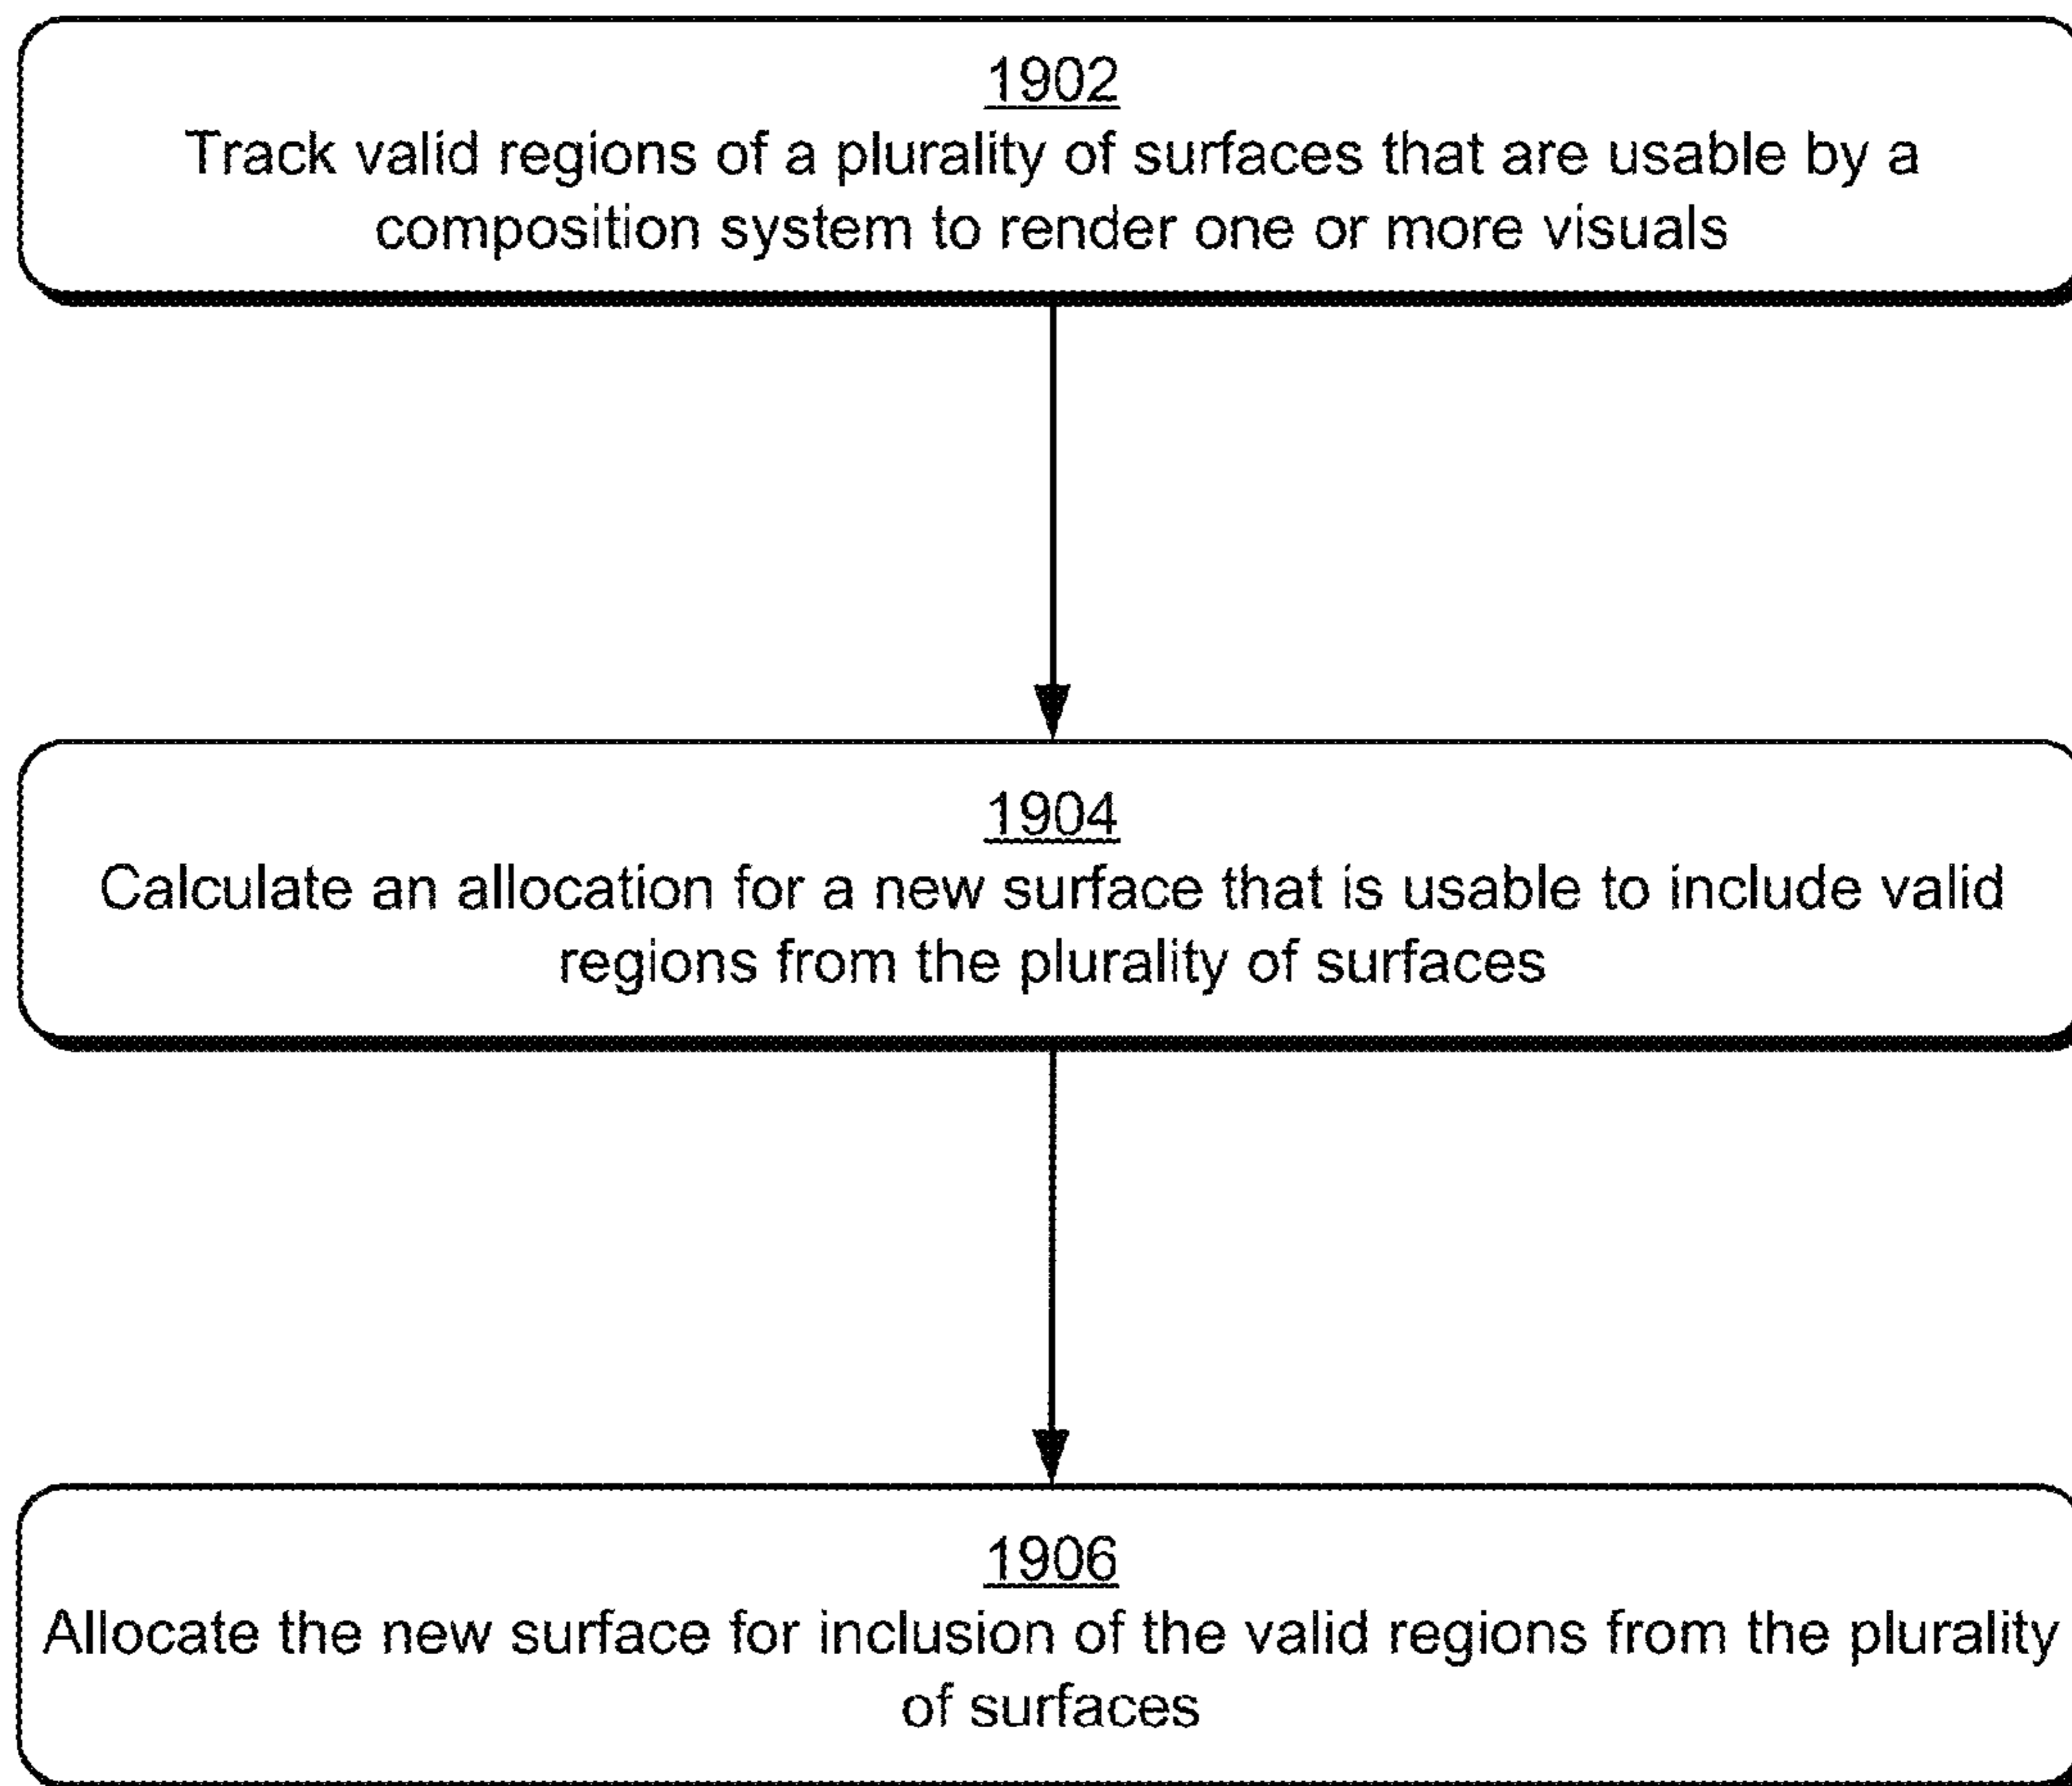 1902
Track valid regions of a plurality of surfaces that are usable by a
composition system to render one or more visuals
1904
Calculate an allocation for a new surface that is usable to include valid
regions from the plurality of surfaces
1906
Allocate the new surface for inclusion of the valid regions from the plurality
of surfaces